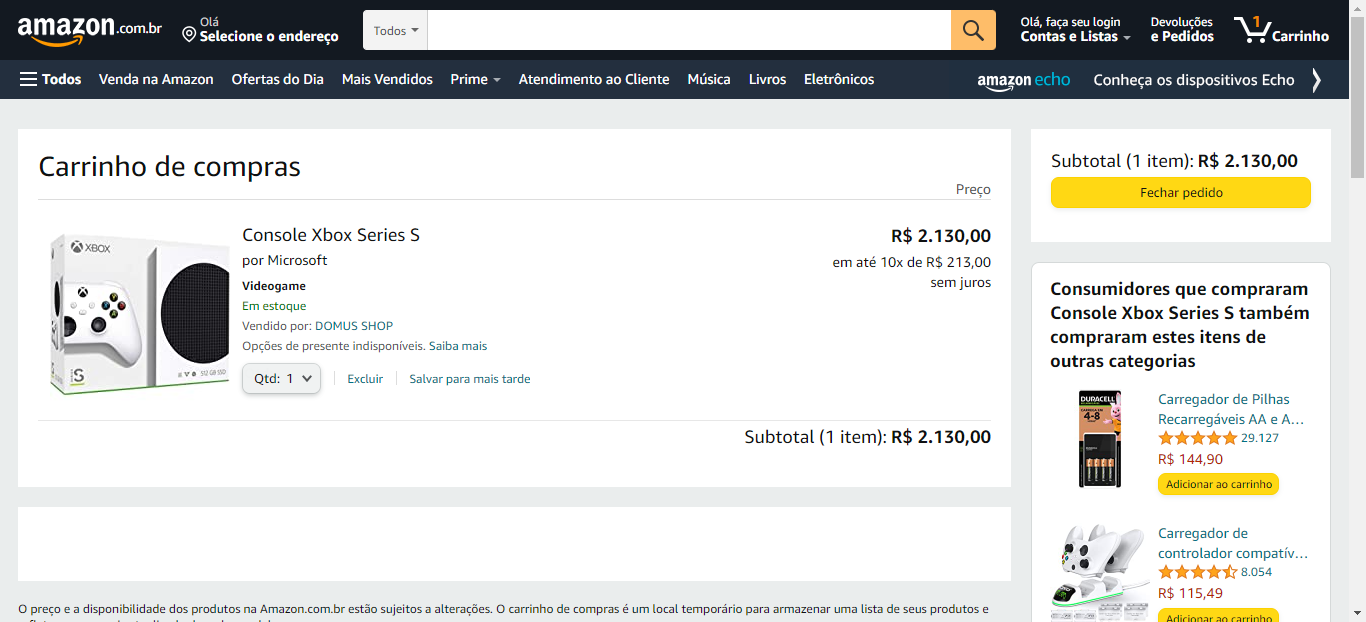 amazon.com.br
Olá
Selecione o endereço
Todos
Olá, faça seu login
Contas e Listas
Devoluções
e Pedidos
1
Carrinho
Todos
Venda na Amazon
Ofertas do Dia
Mais Vendidos
Prime
Atendimento ao Cliente
Música
Livros
Eletrônicos
amazon echo
Conheça os dispositivos Echo
Carrinho de compras
Preço
XBOX
S
512 GB SSD
Console Xbox Series S
por Microsoft
Videogame
Em estoque
Vendido por: DOMUS SHOP
Opções de presente indisponíveis. Saiba mais
Qtd: 1
Excluir
Salvar para mais tarde
R$ 2.130,00
em até 10x de R$ 213,00
sem juros
Subtotal (1 item): R$ 2.130,00
Subtotal (1 item): R$ 2.130,00
Fechar pedido
Consumidores que compraram
Console Xbox Series S também
compraram estes itens de
outras categorias
DURACELL
4-8
Carregador de Pilhas
Recarregáveis AA e A…
29.127
R$ 144,90
Adicionar ao carrinho
Carregador de
controlador compatív…
8.054
R$ 115,49
Adicionar ao carrinho
O preço e a disponibilidade dos produtos na Amazon.com.br estão sujeitos a alterações. O carrinho de compras é um local temporário para armazenar uma lista de seus produtos e